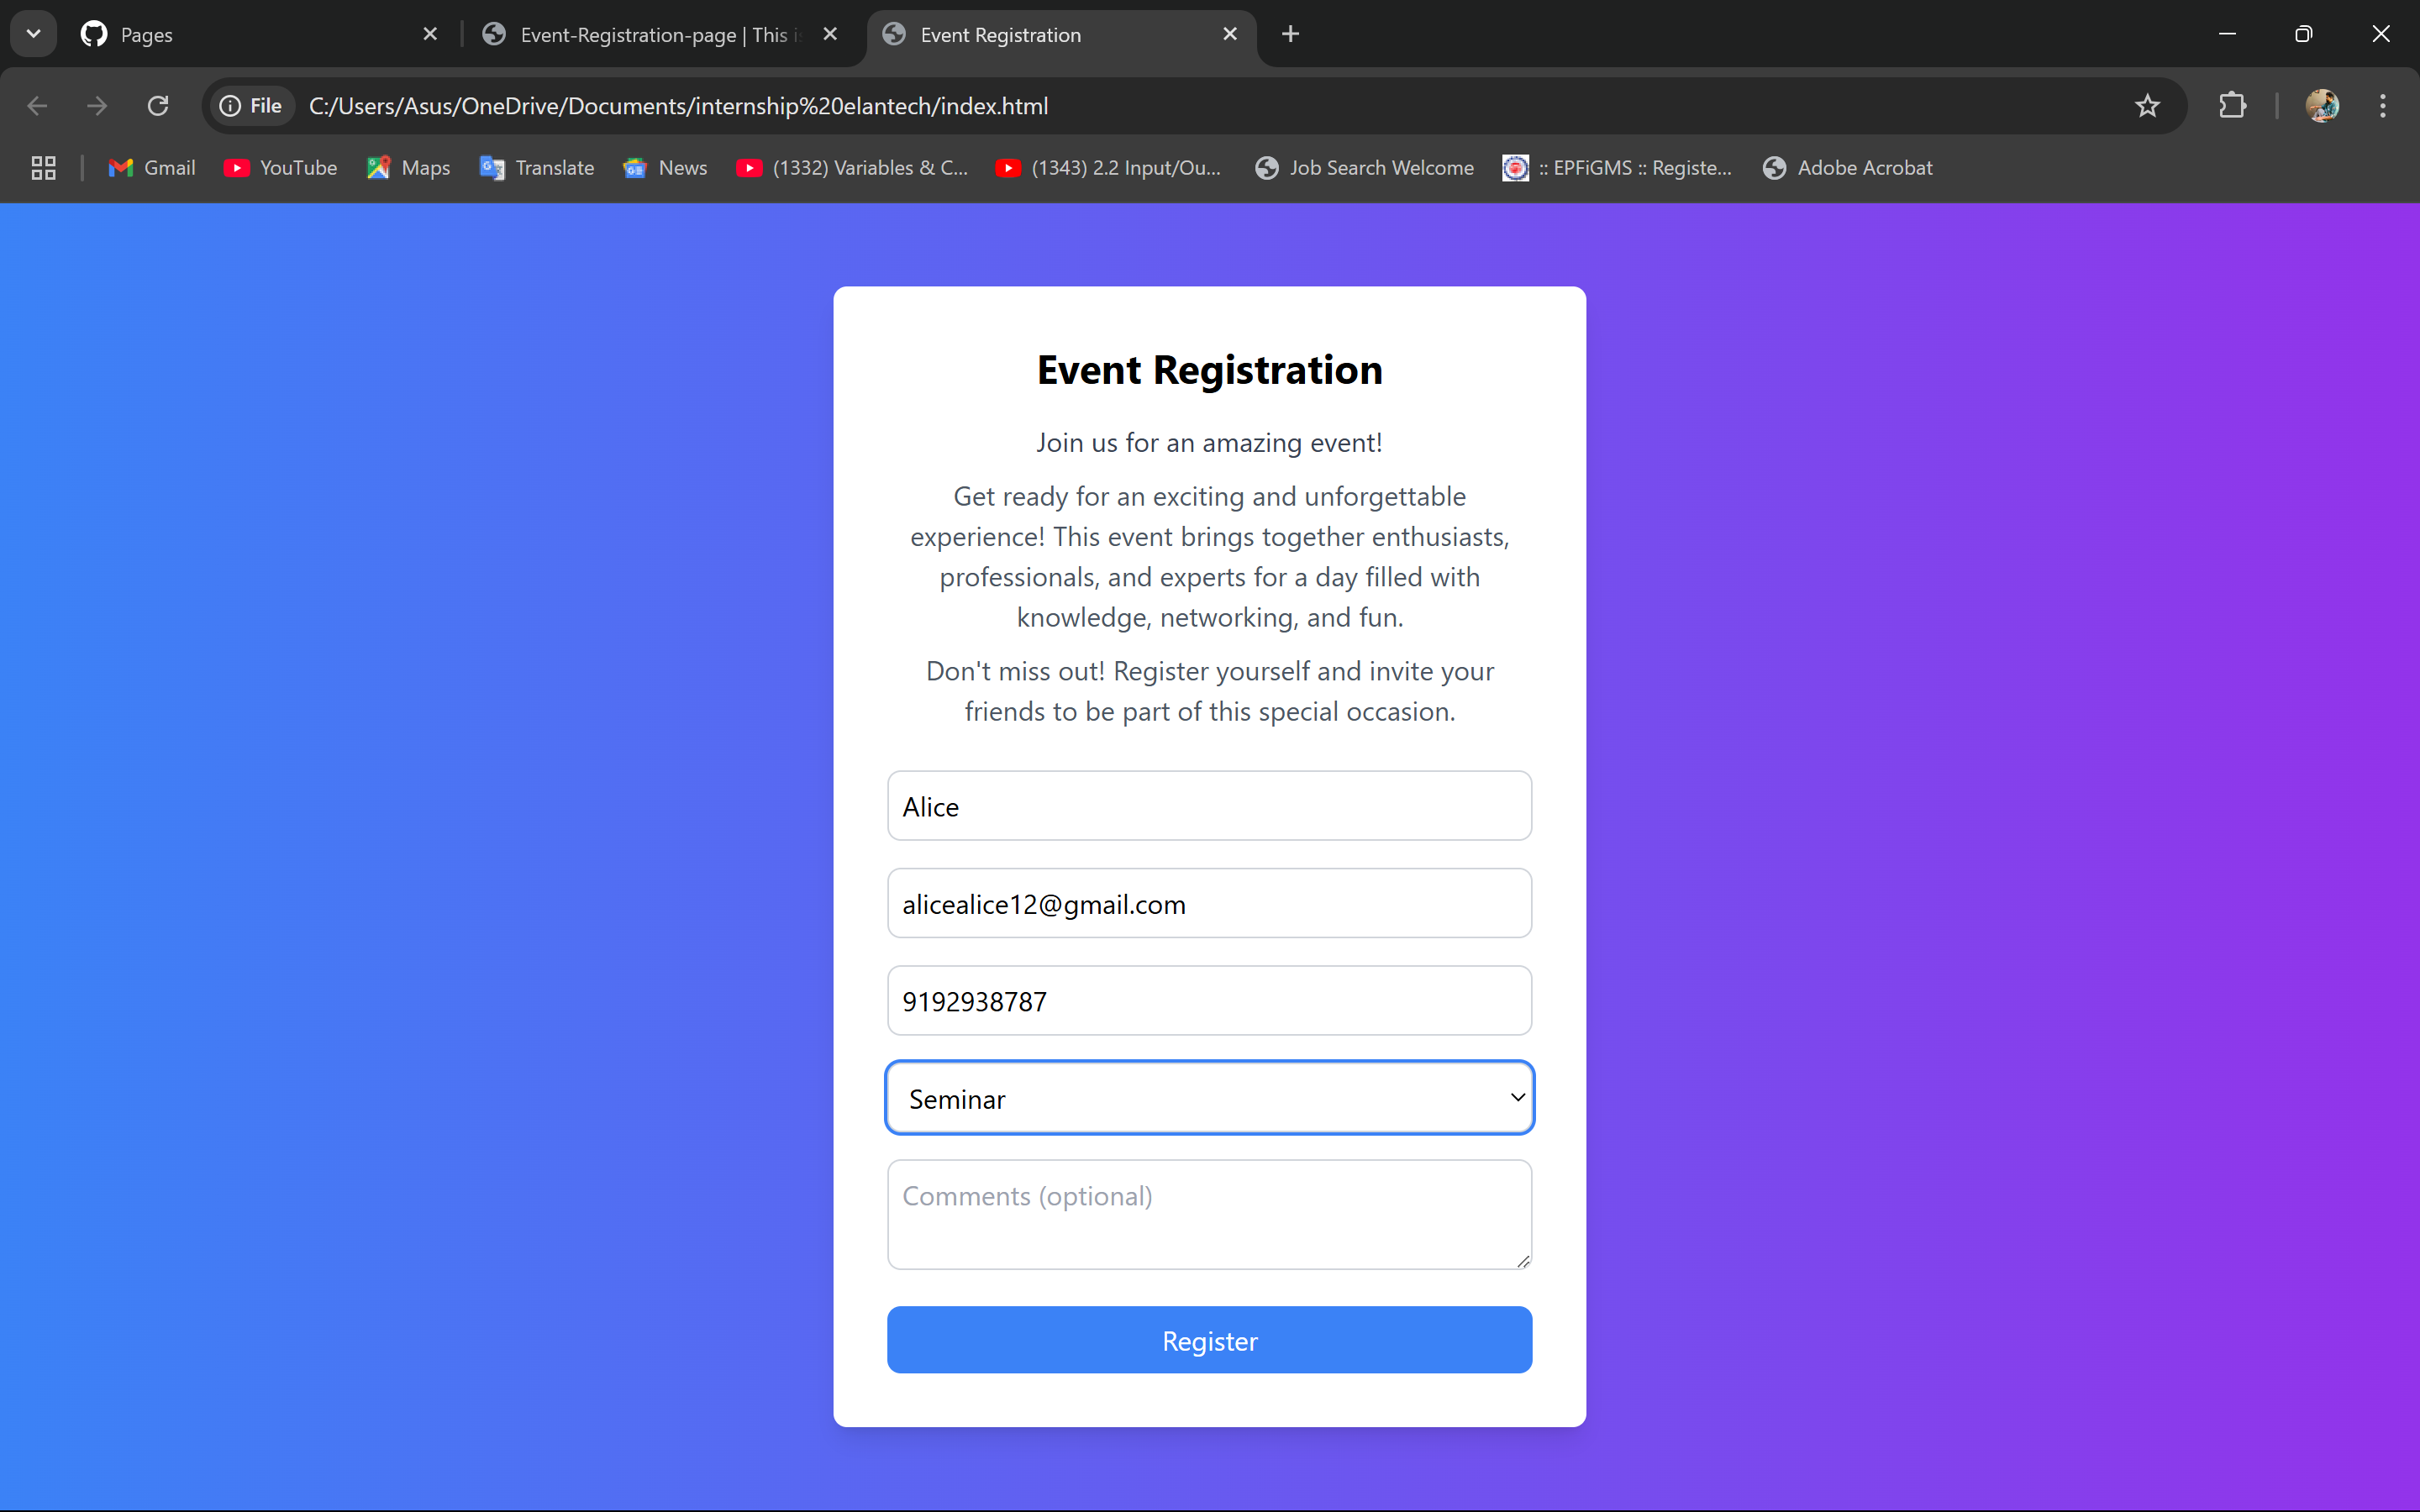 Pages
Event-Registration-page | This i
Event Registration
File
C:/Users/Asus/OneDrive/Documents/internship%20elantech/index.html
Gmail
YouTube
Maps
Translate
News
(1332) Variables & C...
(1343) 2.2 Input/Ou...
Job Search Welcome
:: EPFiGMS :: Registe...
Adobe Acrobat
Event Registration
Join us for an amazing event!
Get ready for an exciting and unforgettable
experience! This event brings together enthusiasts,
professionals, and experts for a day filled with
knowledge, networking, and fun.
Don't miss out! Register yourself and invite your
friends to be part of this special occasion.
Alice
alicealice12@gmail.com
9192938787
Seminar
Comments (optional)
Register